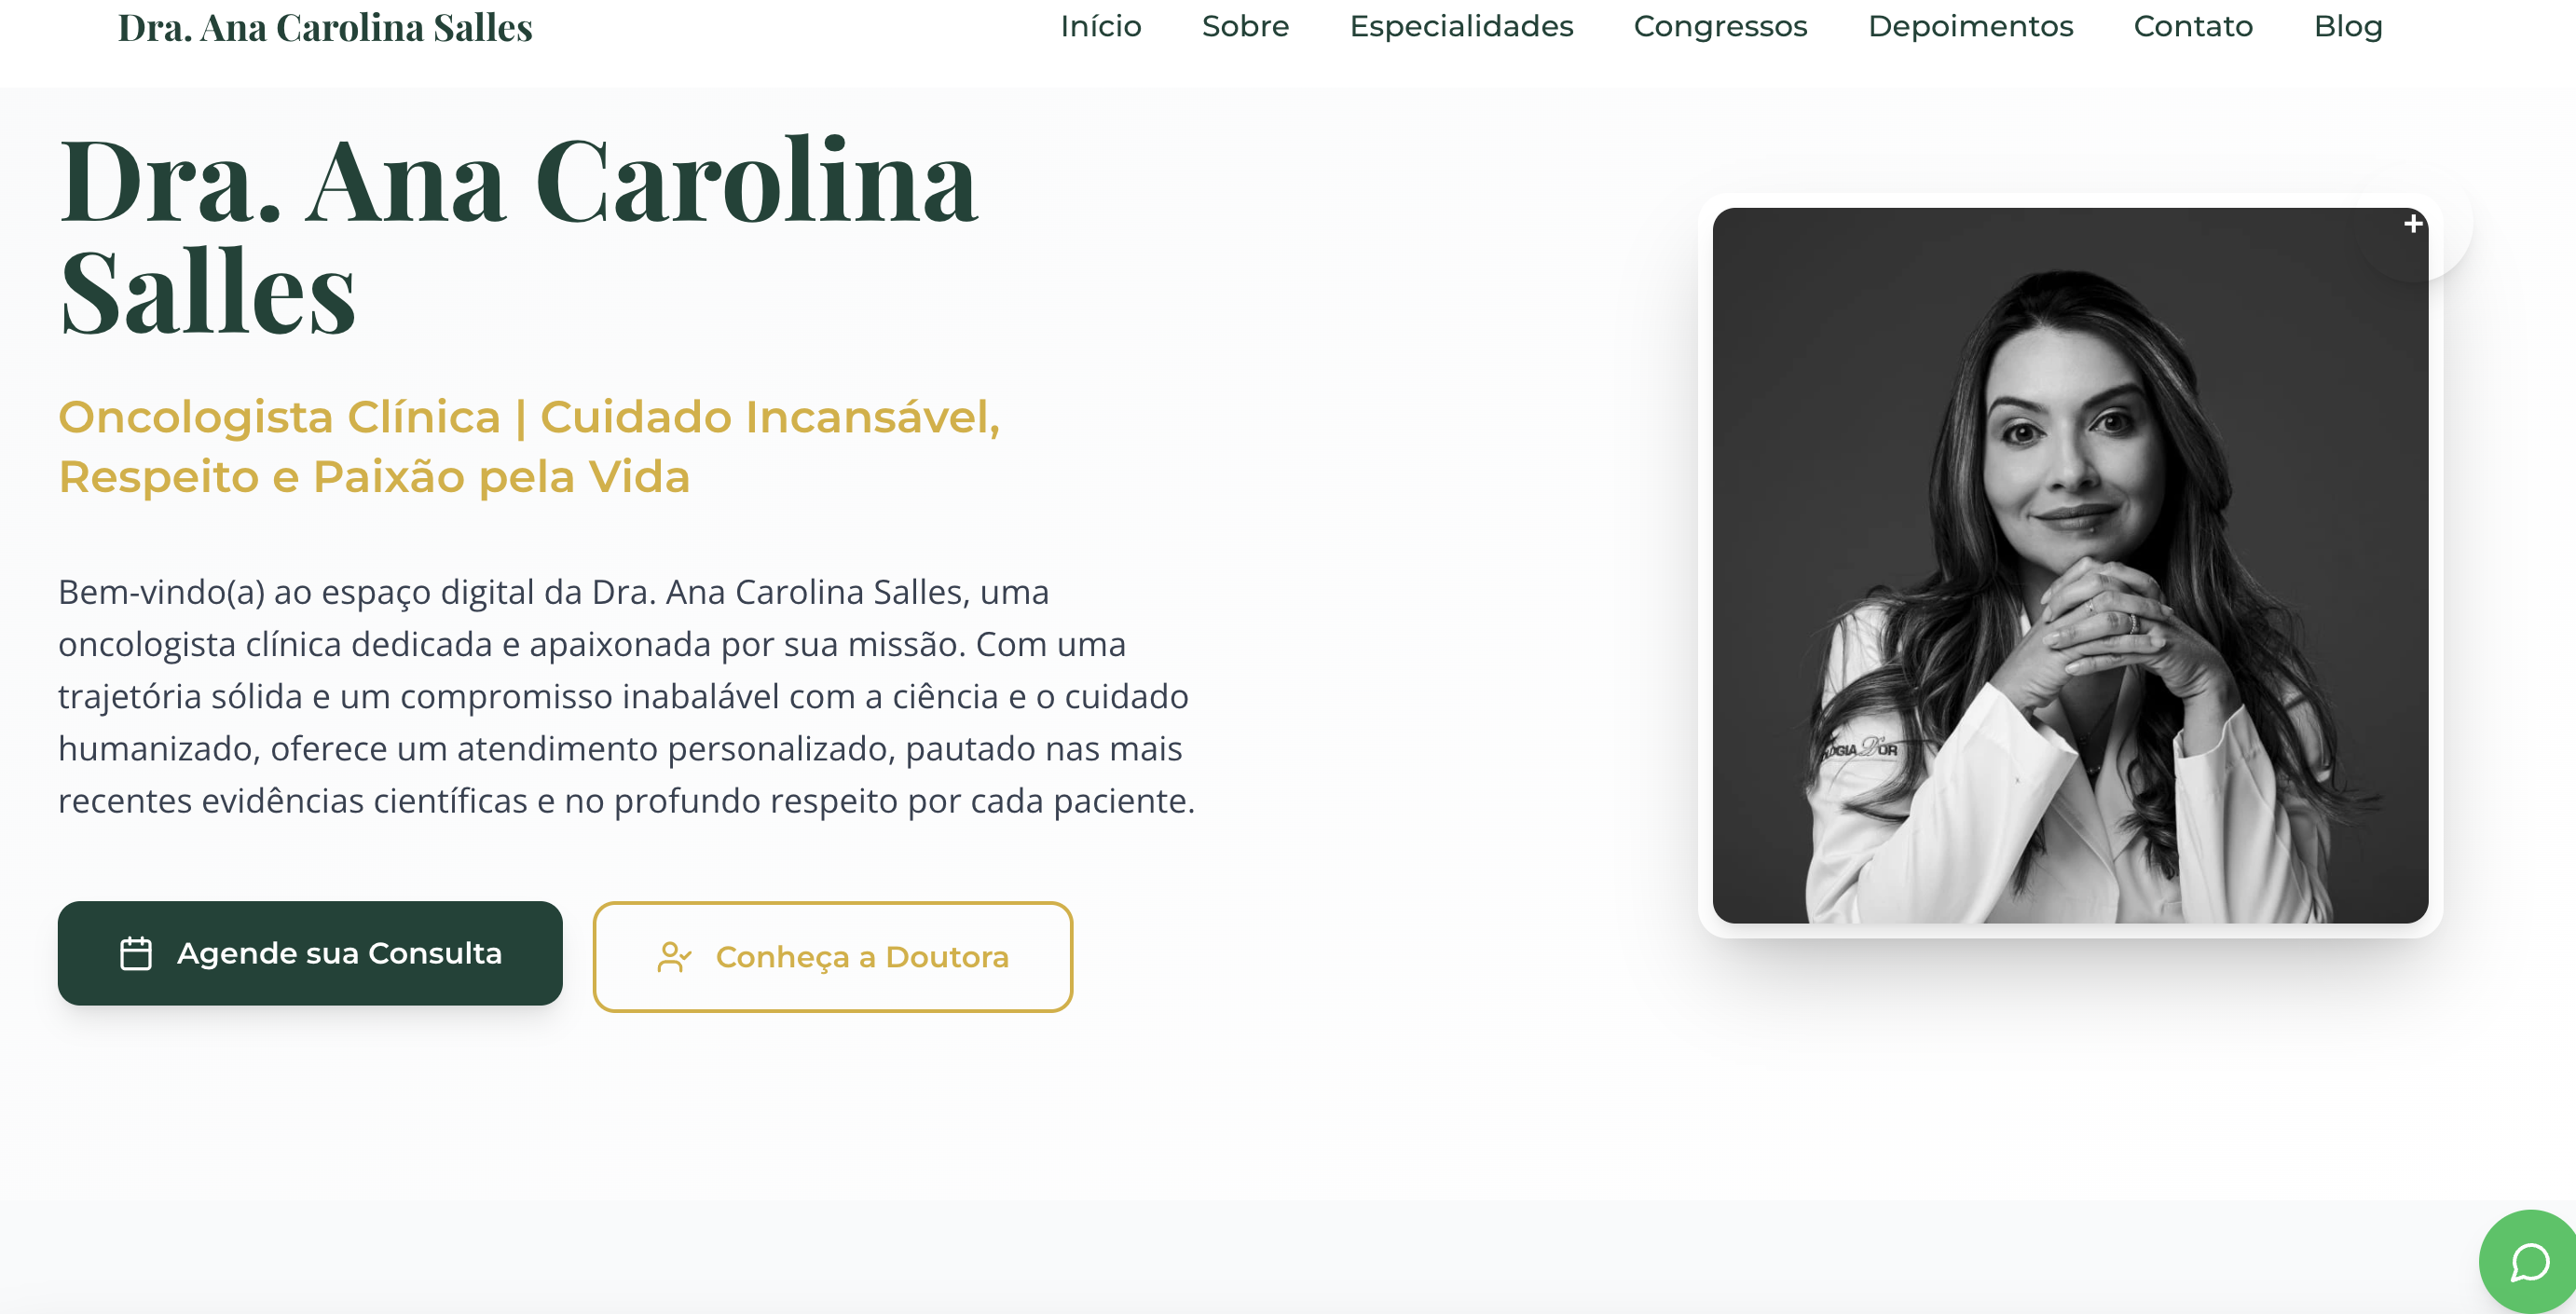 Dra. Ana Carolina Salles
Início Sobre Especialidades Congressos Depoimentos Contato Blog
Dra. Ana Carolina
Salles
Oncologista Clínica | Cuidado Incansável,
Respeito e Paixão pela Vida
Bem-vindo(a) ao espaço digital da Dra. Ana Carolina Salles, uma
oncologista clínica dedicada e apaixonada por sua missão. Com uma
trajetória sólida e um compromisso inabalável com a ciência e o cuidado
humanizado, oferece um atendimento personalizado, pautado nas mais
recentes evidências científicas e no profundo respeito por cada paciente.
Agende sua Consulta
Conheça a Doutora
+
D'OR